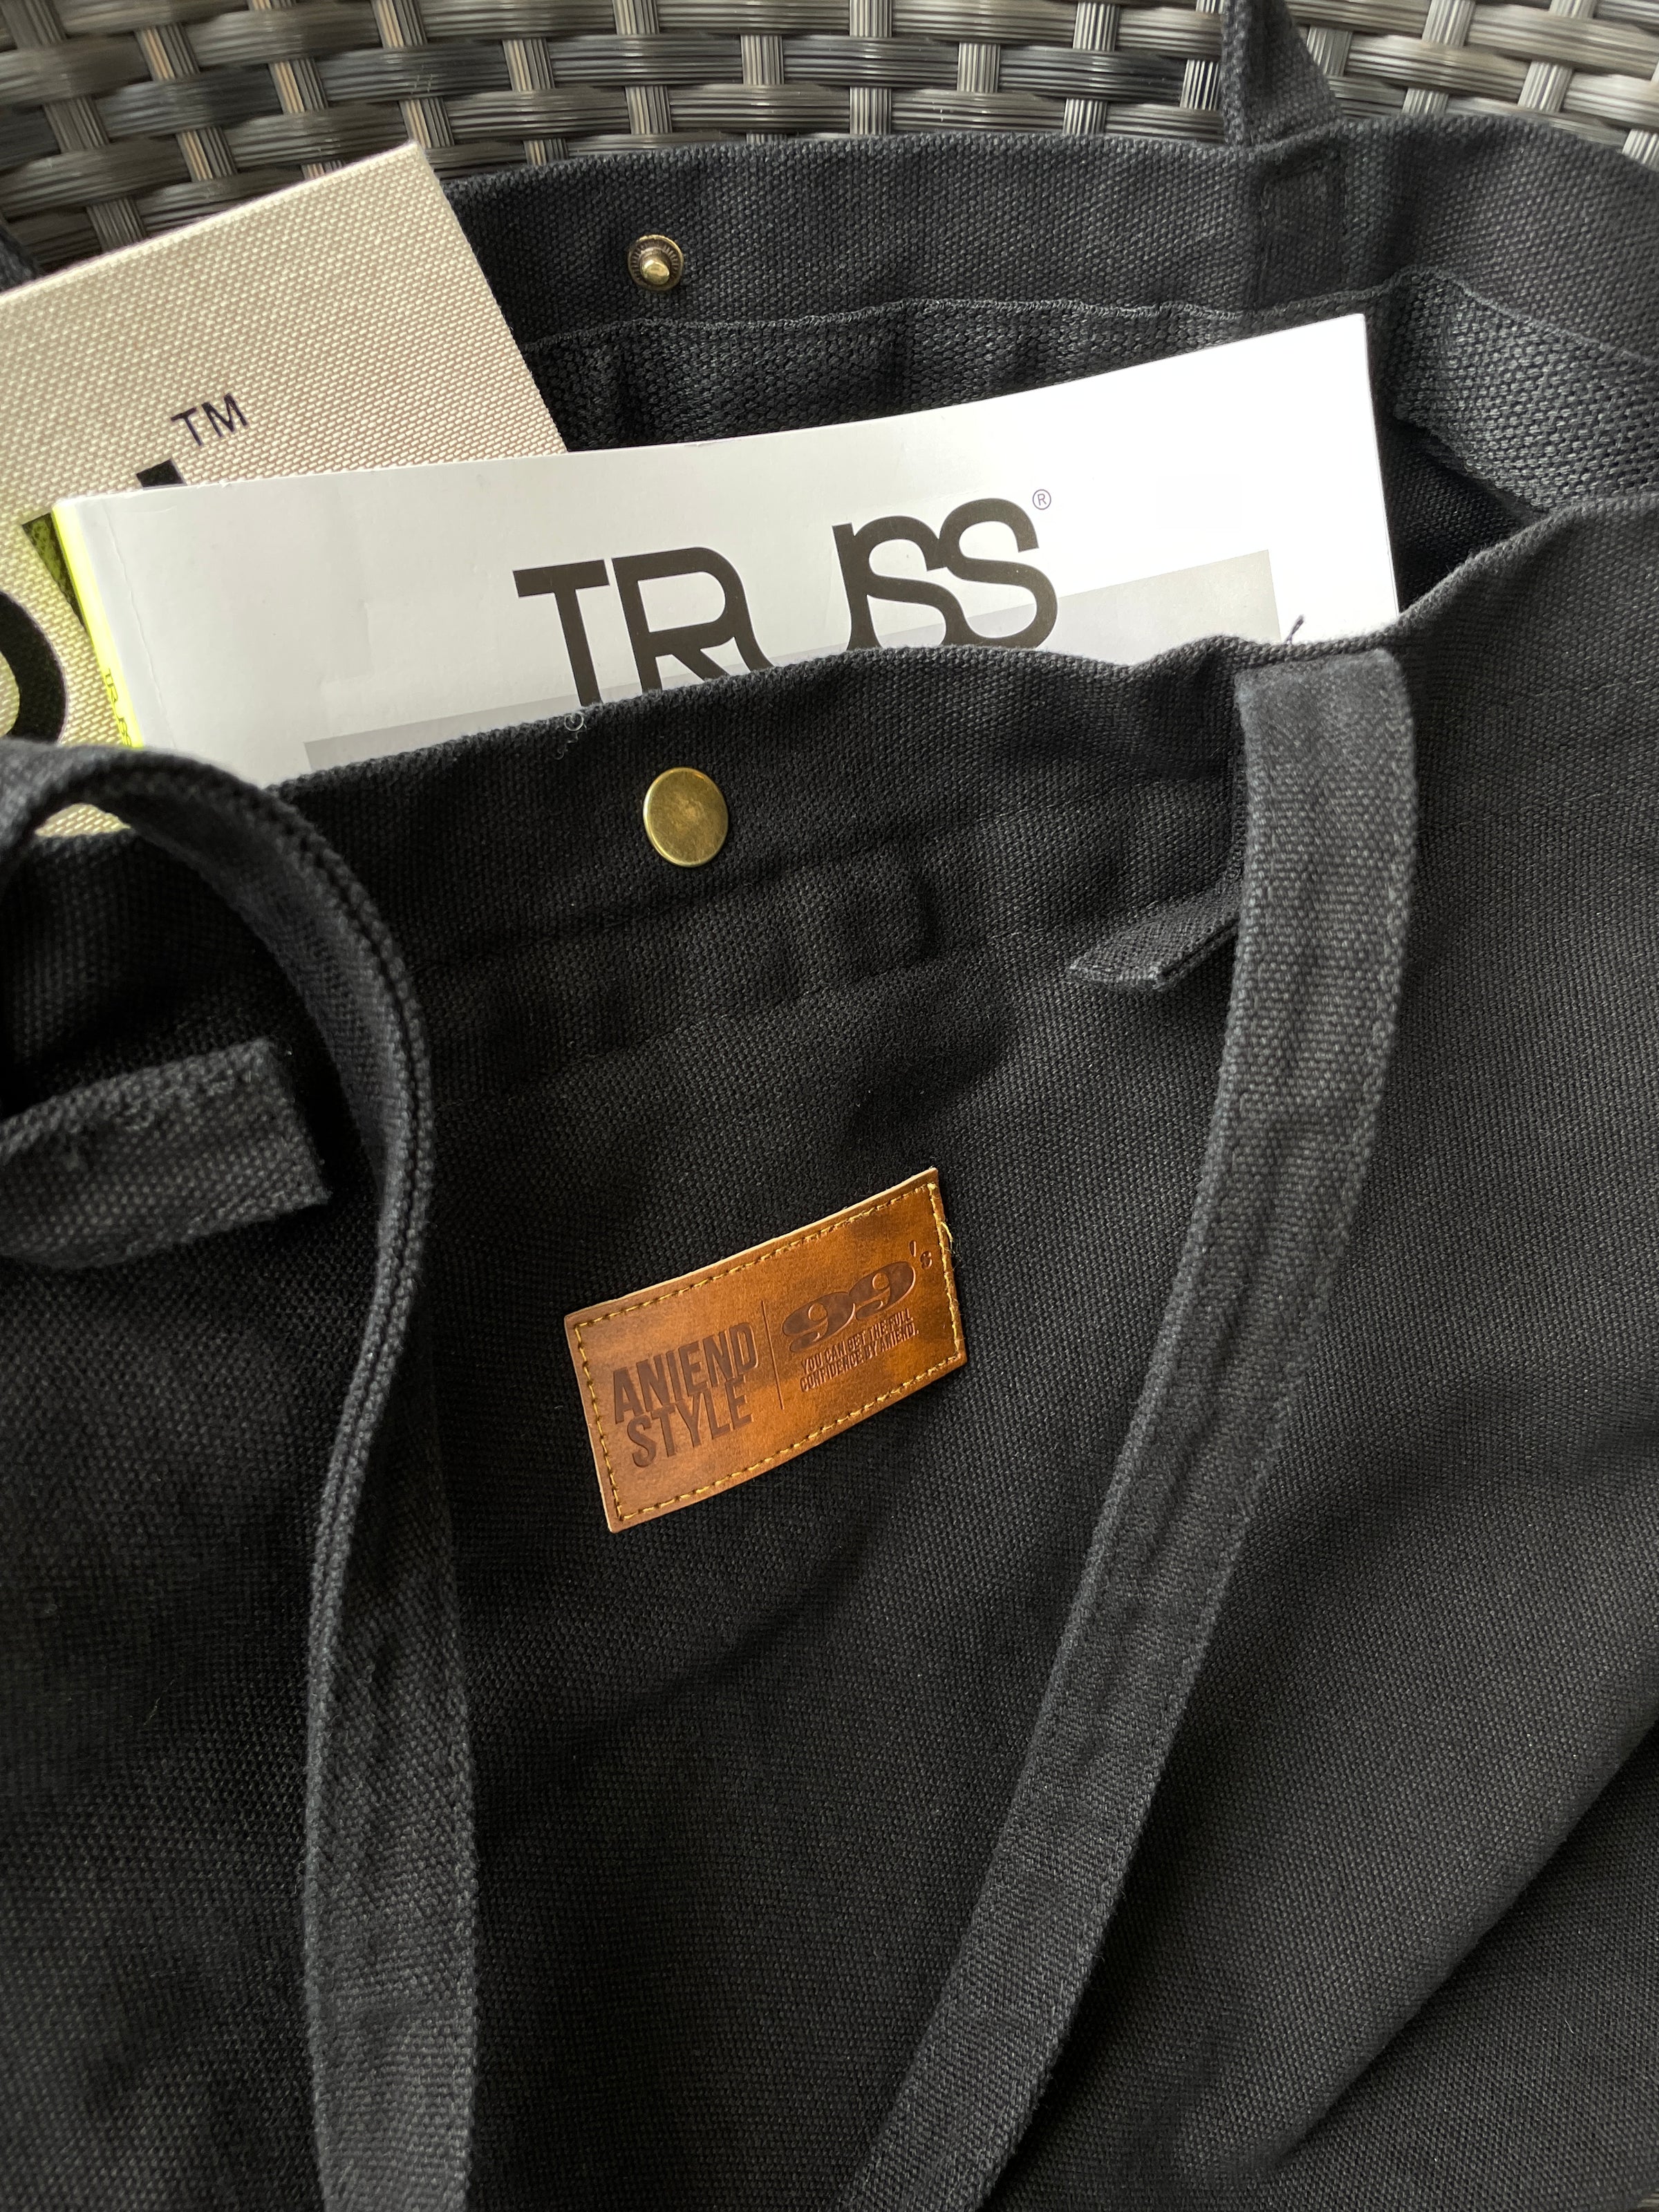 TM
TRUSS®
ANIEND
STYLE
99's
YOU CAN GET THE FULL
CONFIDENCE BY ANIEND.